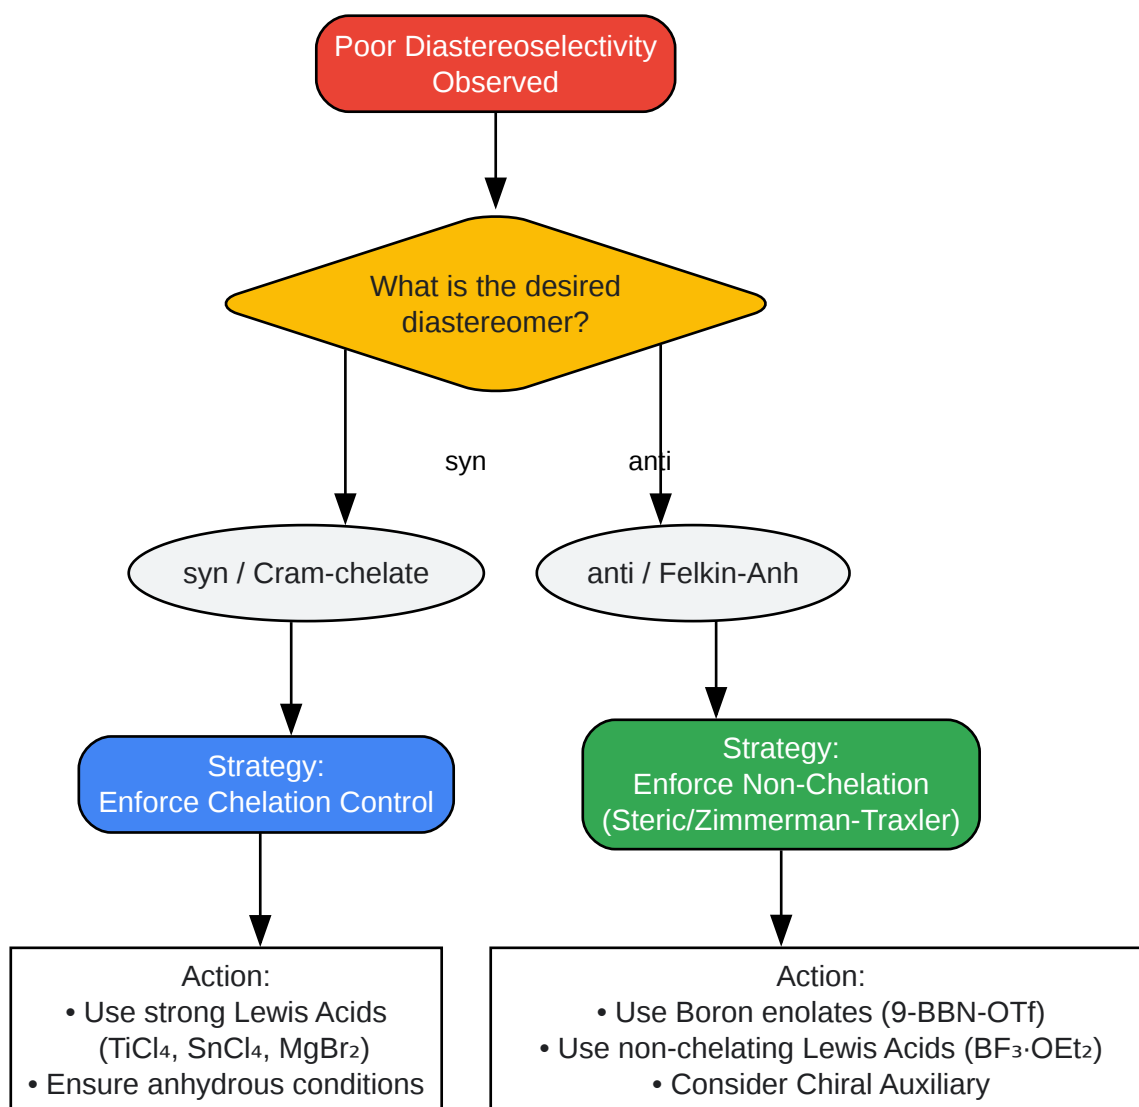 Poor Diastereoselectivity
Observed
What is the desired
diastereomer?
syn
anti
syn / Cram-chelate
anti / Felkin-Anh
Strategy:
Enforce Chelation Control
Strategy:
Enforce Non-Chelation
(Steric/Zimmerman-Traxler)
Action:
• Use strong Lewis Acids
(TiCl₄, SnCl₄, MgBr₂)
• Ensure anhydrous conditions
Action:
• Use Boron enolates (9-BBN-OTf)
• Use non-chelating Lewis Acids (BF₃·OEt₂)
• Consider Chiral Auxiliary